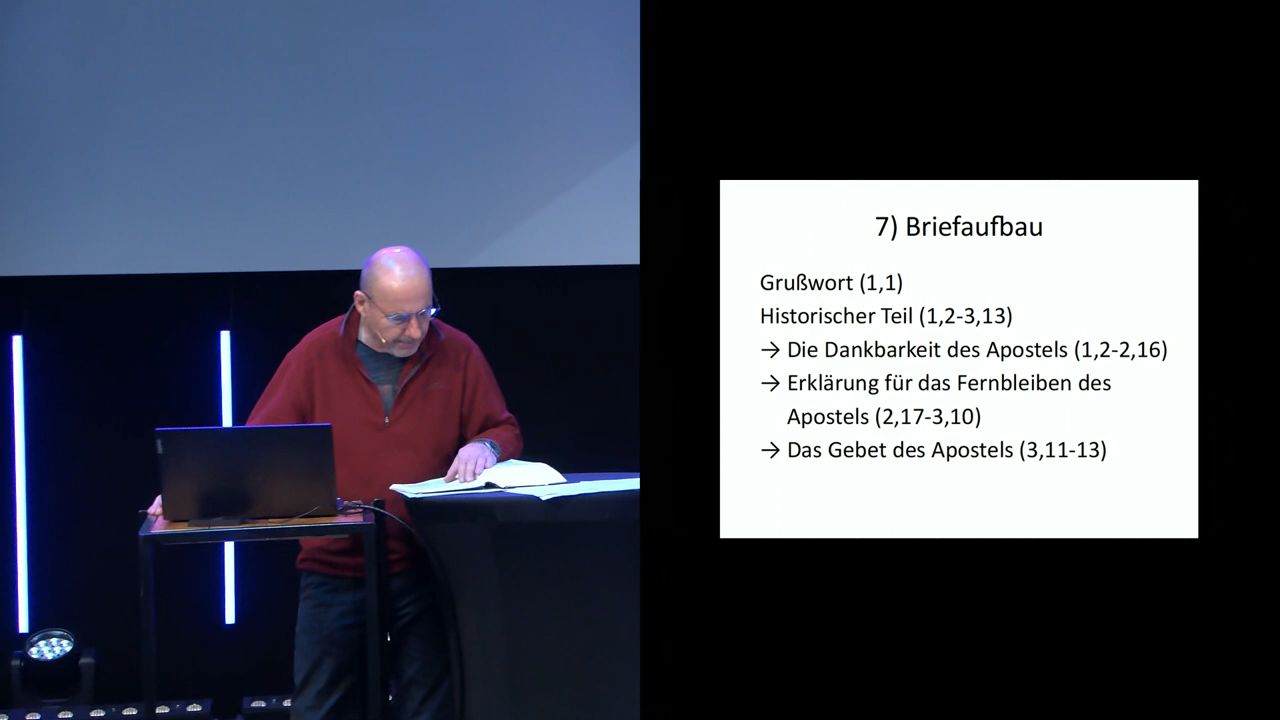 7) Briefaufbau
Grußwort (1,1)
Historischer Teil (1,2-3,13)
→ Die Dankbarkeit des Apostels (1,2-2,16)
→ Erklärung für das Fernbleiben des
Apostels (2,17-3,10)
→ Das Gebet des Apostels (3,11-13)